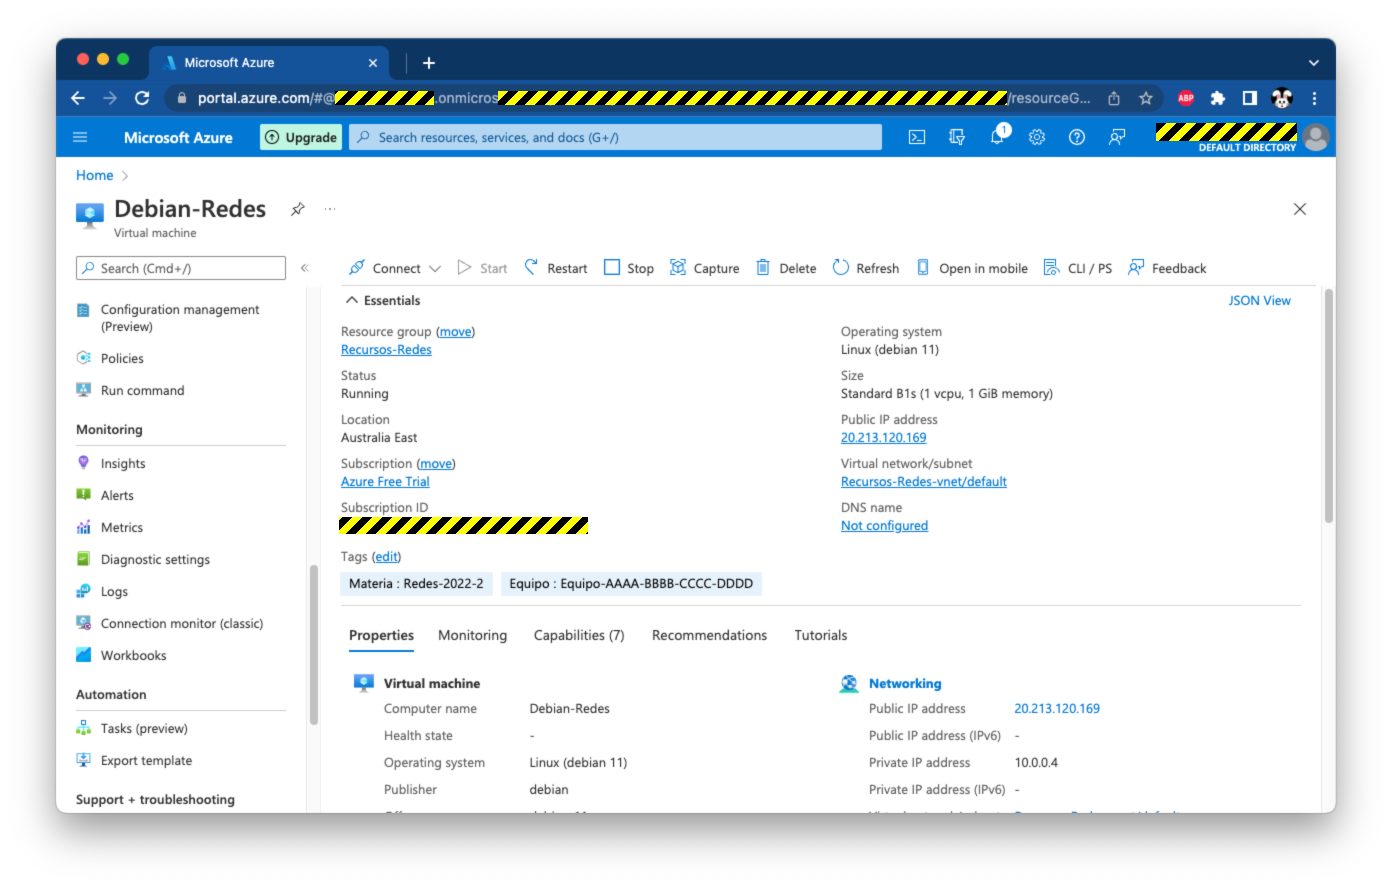 Microsoft Azure
portal.azure.com/#@
.onmicros
/resourceG...
ABP
Microsoft Azure
Upgrade
Search resources, services, and docs (G+/)
1
DEFAULT DIRECTORY
Home
Debian-Redes
Virtual machine
Search (Cmd+/)
Connect
Start
Restart
Stop
Capture
Delete
Refresh
Open in mobile
CLI / PS
Feedback
Configuration management
(Preview)
Policies
Run command
Monitoring
Insights
Alerts
Metrics
Diagnostic settings
Logs
Connection monitor (classic)
Workbooks
Automation
Tasks (preview)
Export template
Support + troubleshooting
Essentials
JSON View
Resource group (move)
Recursos-Redes
Status
Running
Location
Australia East
Subscription (move)
Azure Free Trial
Subscription ID
Operating system
Linux (debian 11)
Size
Standard B1s (1 vcpu, 1 GiB memory)
Public IP address
20.213.120.169
Virtual network/subnet
Recursos-Redes-vnet/default
DNS name
Not configured
Tags (edit)
Materia : Redes-2022-2
Equipo : Equipo-AAAA-BBBB-CCCC-DDDD
Properties
Monitoring
Capabilities (7)
Recommendations
Tutorials
Virtual machine
Computer name Debian-Redes
Health state -
Operating system Linux (debian 11)
Publisher debian
Networking
Public IP address 20.213.120.169
Public IP address (IPv6) -
Private IP address 10.0.0.4
Private IP address (IPv6) -